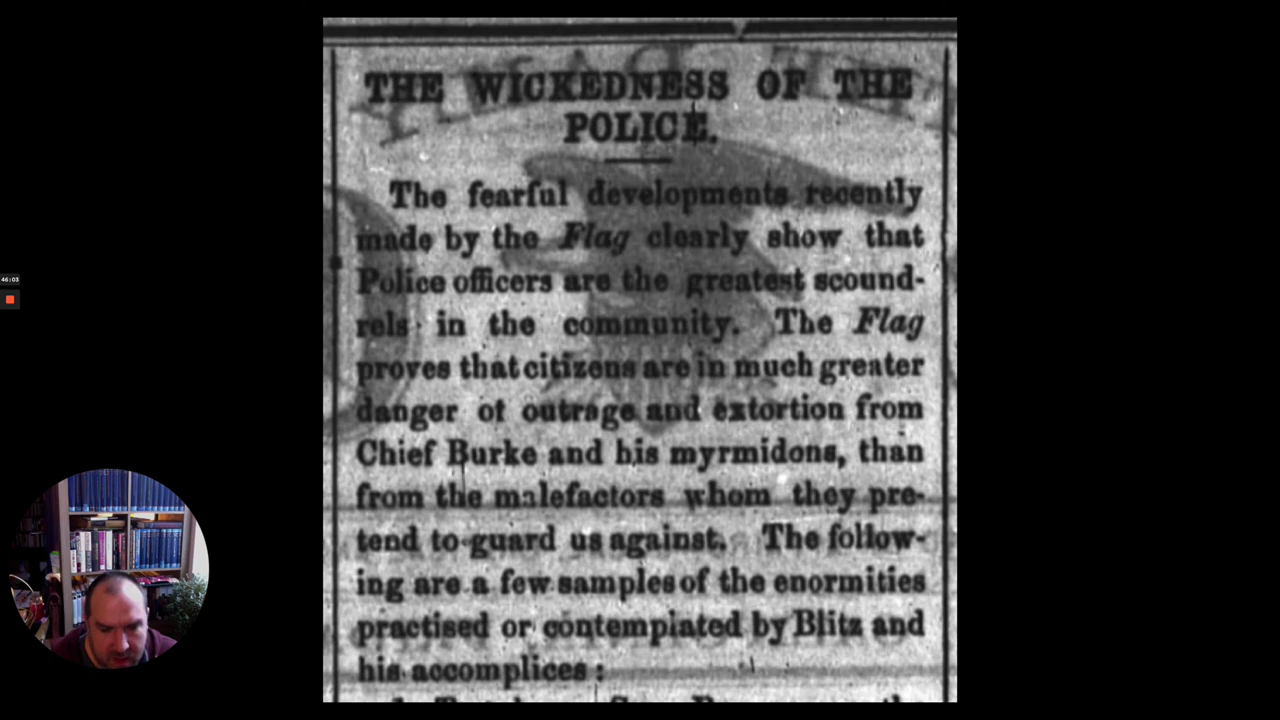 THE WICKEDNESS OF THE
POLICE.
The fearful developments recently
made by the Flag clearly show that
Police officers are the greatest scound-
rels in the community. The Flag
proves that citizens are in much greater
danger of outrage and extortion from
Chief Burke and his myrmidons, than
from the malefactors whom they pre-
tend to guard us against. The follow-
ing are a few samples of the enormities
practised or contemplated by Blitz and
his accomplices:
46:03